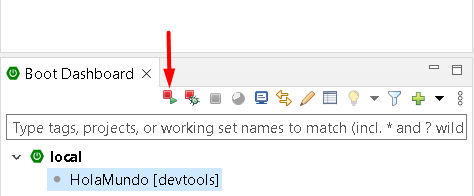 Boot Dashboard
Type tags, projects, or working set names to match (incl. * and ? wild
local
HolaMundo [devtools]